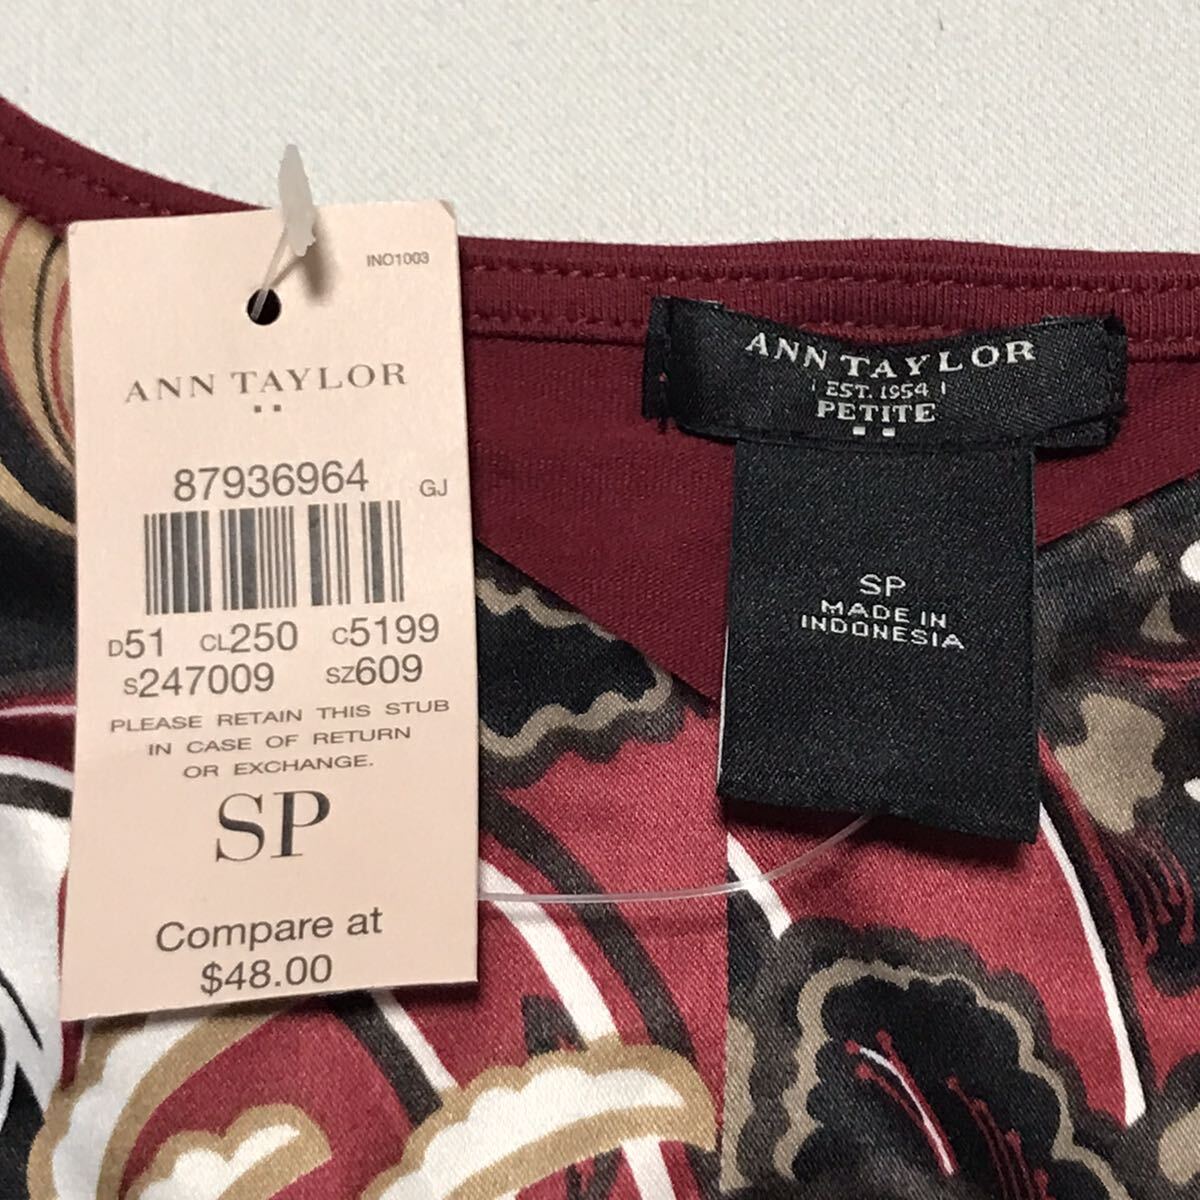 INO1003
ANN TAYLOR
87936964 GJ
D51 CL250 C5199
S247009 SZ609
PLEASE RETAIN THIS STUB
IN CASE OF RETURN
OR EXCHANGE.
SP
Compare at
$48.00
ANN TAYLOR
EST. 1954
PETITE
SP
MADE IN
INDONESIA